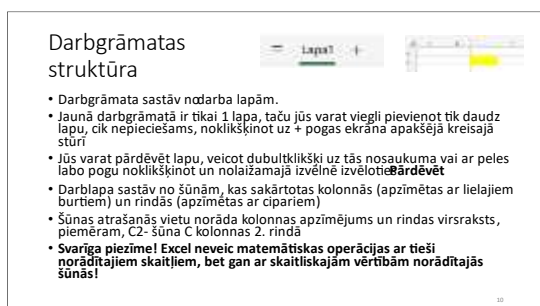 Darbgrāmatas
struktūra
Lapa1 +
• Darbgrāmata sastāv no darba lapām.
• Jaunā darbgrāmatā ir tikai 1 lapa, taču jūs varat viegli pievienot tik daudz
lapu, cik nepieciešams, noklikšķinot uz + pogas ekrāna apakšējā kreisajā
stūrī
• Jūs varat pārdēvēt lapu, veicot dubultklikšķi uz tās nosaukuma vai ar peles
labo pogu noklikšķinot un nolaižamajā izvēlnē izvēloties Pārdēvēt
• Darblapa sastāv no šūnām, kas sakārtotas kolonnās (apzīmētas ar lielajiem
burtiem) un rindās (apzīmētas ar cipariem)
• Šūnas atrašanās vietu norāda kolonnas apzīmējums un rindas virsraksts,
piemēram, C2- šūna C kolonnas 2. rindā
• Svarīga piezīme! Excel neveic matemātiskas operācijas ar tieši
norādītajiem skaitļiem, bet gan ar skaitliskajām vērtībām norādītajās
šūnās!
10